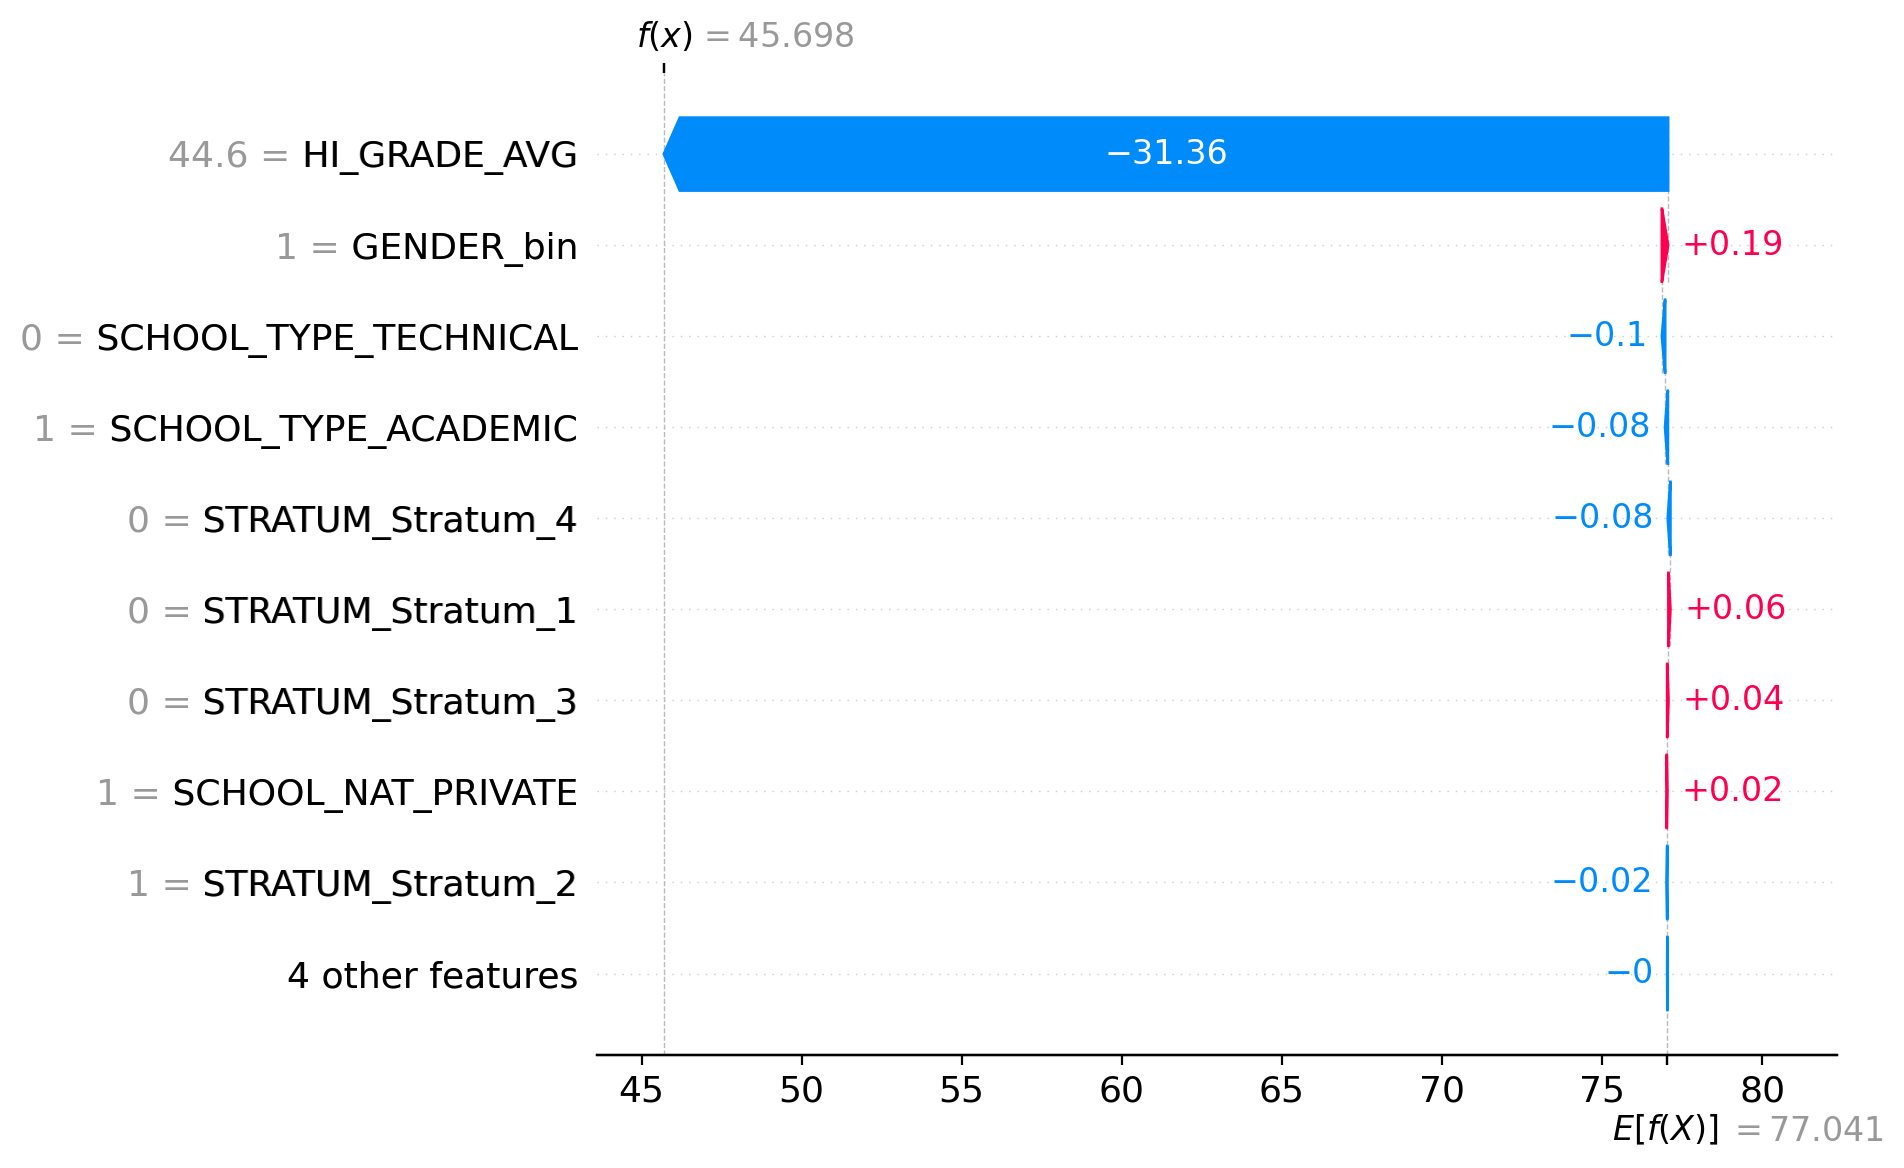 f(x) = 45.698
44.6 = HI_GRADE_AVG −31.36
1 = GENDER_bin +0.19
0 = SCHOOL_TYPE_TECHNICAL −0.1
1 = SCHOOL_TYPE_ACADEMIC −0.08
0 = STRATUM_Stratum_4 −0.08
0 = STRATUM_Stratum_1 +0.06
0 = STRATUM_Stratum_3 +0.04
1 = SCHOOL_NAT_PRIVATE +0.02
1 = STRATUM_Stratum_2 −0.02
4 other features −0
45 50 55 60 65 70 75 80
E[f(X)] = 77.041